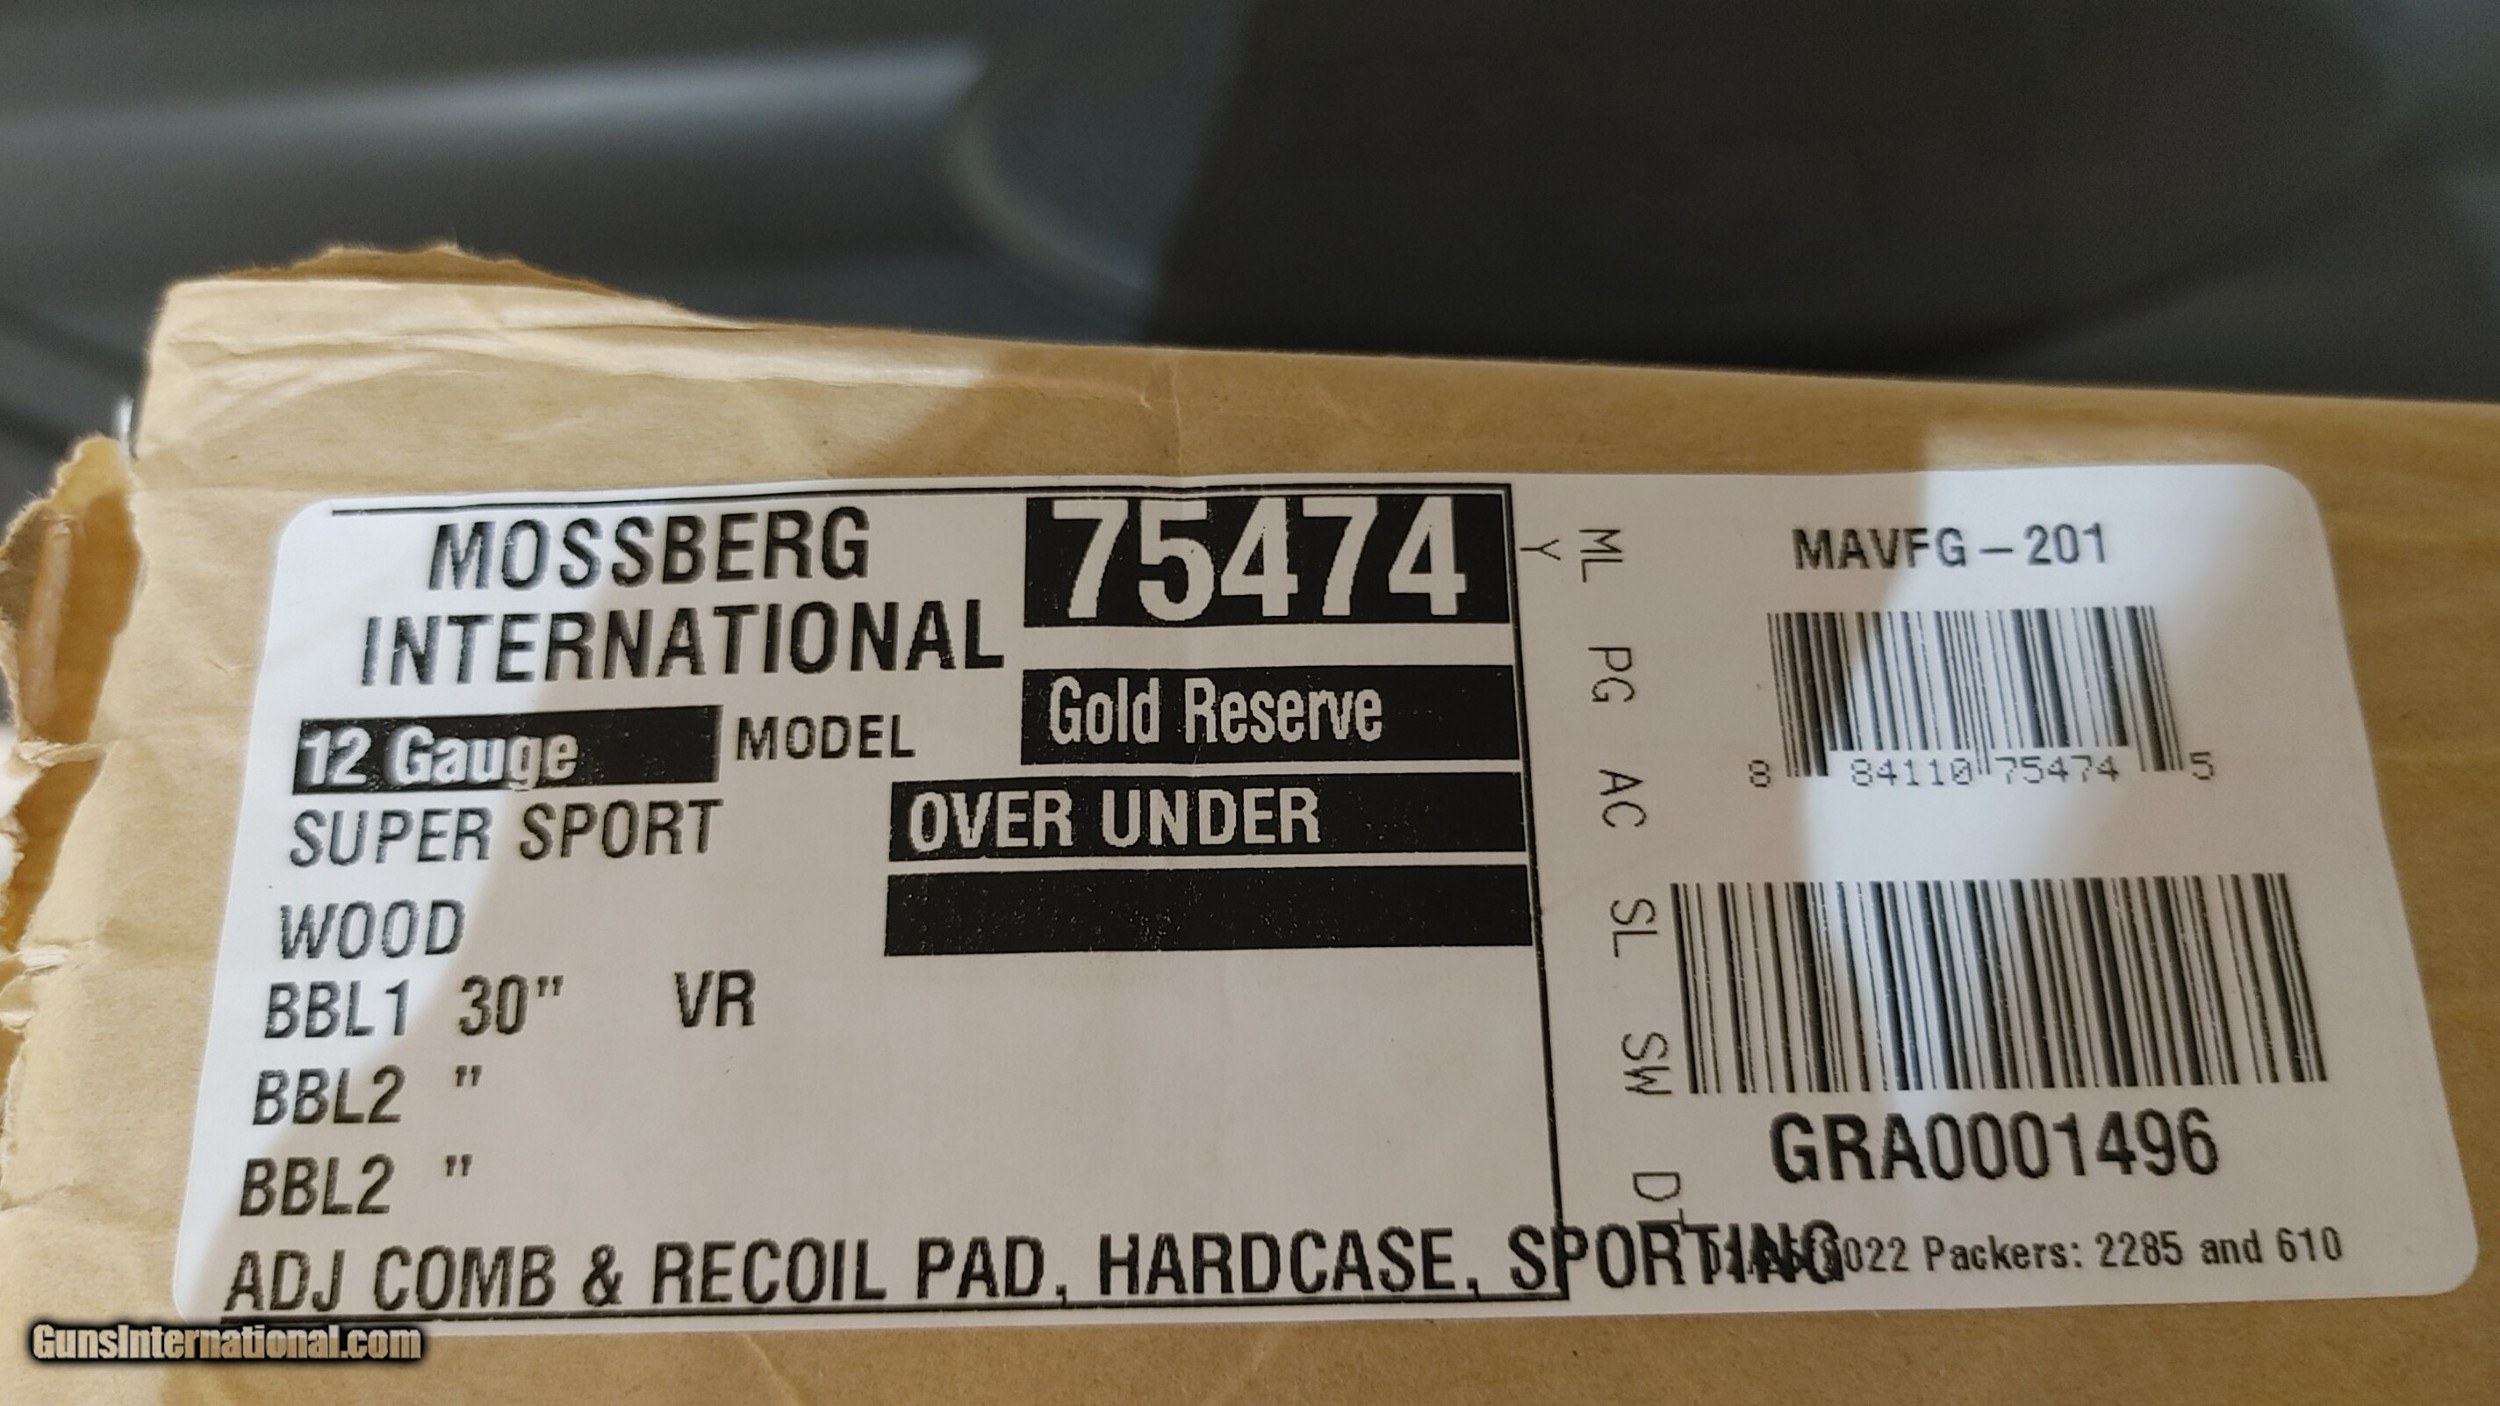 MOSSBERG
INTERNATIONAL
75474
12 Gauge MODEL Gold Reserve
SUPER SPORT OVER UNDER
WOOD
BBL1 30" VR
BBL2 "
BBL2 "
ADJ COMB & RECOIL PAD, HARDCASE, SPORTING
Y
ML PG AC SL SW
MAVFG-201
8 84110 75474 5
GRA0001496
022 Packers: 2285 and 610
GunsInternational.com